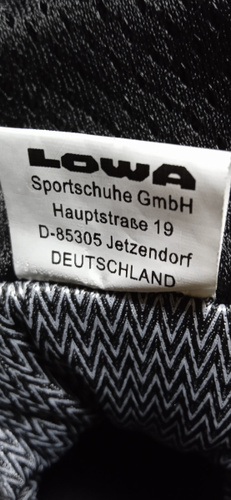 LOWA
Sportschuhe GmbH
Hauptstraße 19
D-85305 Jetzendorf
DEUTSCHLAND